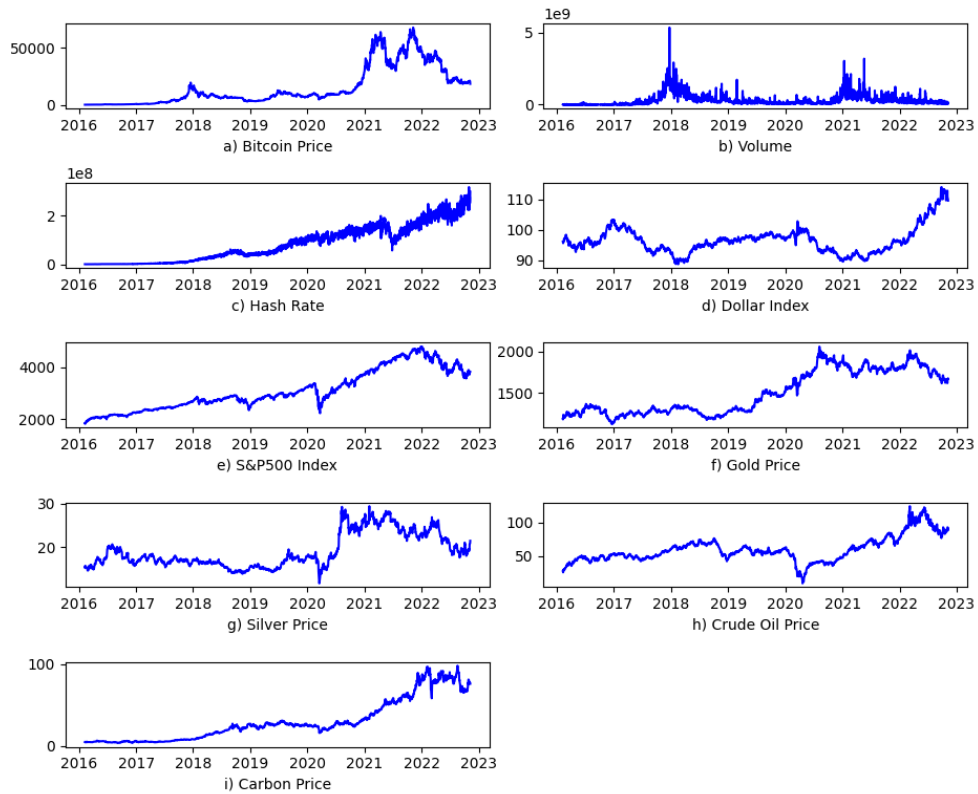 50000
0
2016 2017 2018 2019 2020 2021 2022 2023
a) Bitcoin Price
1e9
5
0
2016 2017 2018 2019 2020 2021 2022 2023
b) Volume
1e8
2
0
2016 2017 2018 2019 2020 2021 2022 2023
c) Hash Rate
110
100
90
2016 2017 2018 2019 2020 2021 2022 2023
d) Dollar Index
4000
2000
2016 2017 2018 2019 2020 2021 2022 2023
e) S&P500 Index
2000
1500
2016 2017 2018 2019 2020 2021 2022 2023
f) Gold Price
30
20
2016 2017 2018 2019 2020 2021 2022 2023
g) Silver Price
100
50
2016 2017 2018 2019 2020 2021 2022 2023
h) Crude Oil Price
100
0
2016 2017 2018 2019 2020 2021 2022 2023
i) Carbon Price